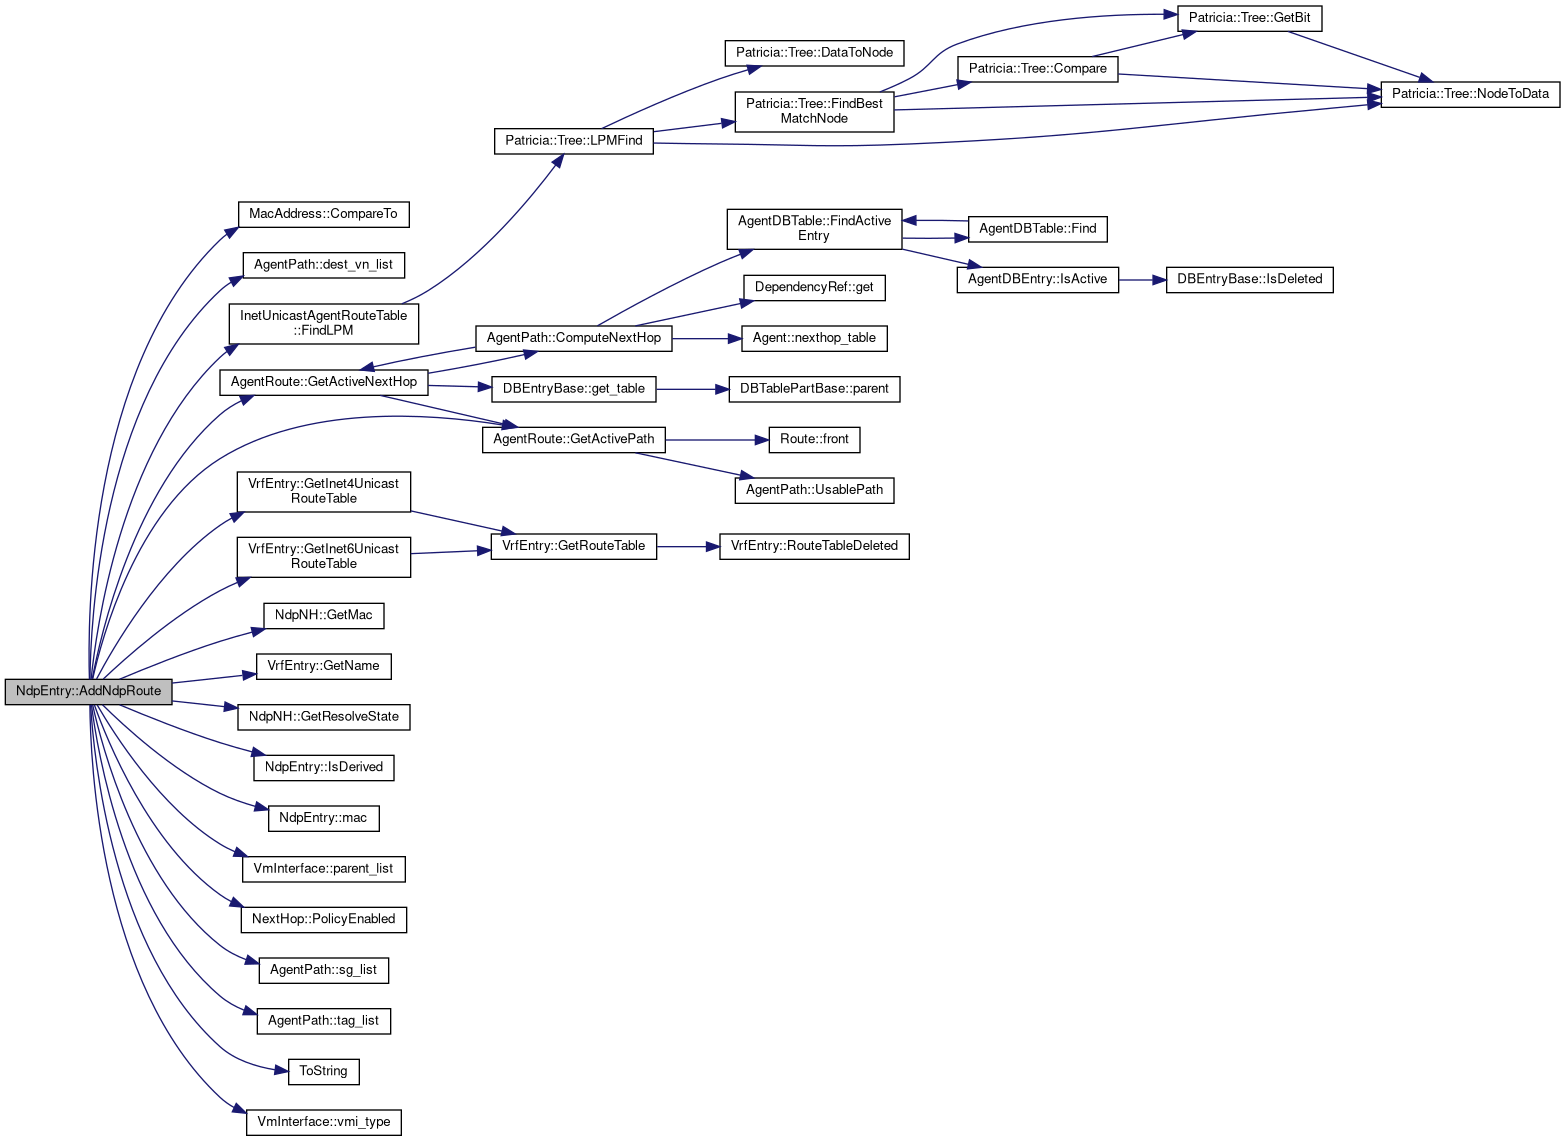 Patricia::Tree::GetBit
Patricia::Tree::DataToNode
Patricia::Tree::Compare
Patricia::Tree::NodeToData
Patricia::Tree::FindBest
MatchNode
Patricia::Tree::LPMFind
MacAddress::CompareTo
AgentDBTable::FindActive
Entry
AgentDBTable::Find
AgentPath::dest_vn_list
AgentDBEntry::IsActive
DBEntryBase::IsDeleted
DependencyRef::get
InetUnicastAgentRouteTable
::FindLPM
AgentPath::ComputeNextHop
Agent::nexthop_table
AgentRoute::GetActiveNextHop
DBEntryBase::get_table
DBTablePartBase::parent
AgentRoute::GetActivePath
Route::front
AgentPath::UsablePath
VrfEntry::GetInet4Unicast
RouteTable
VrfEntry::GetInet6Unicast
RouteTable
VrfEntry::GetRouteTable
VrfEntry::RouteTableDeleted
NdpNH::GetMac
VrfEntry::GetName
NdpEntry::AddNdpRoute
NdpNH::GetResolveState
NdpEntry::IsDerived
NdpEntry::mac
VmInterface::parent_list
NextHop::PolicyEnabled
AgentPath::sg_list
AgentPath::tag_list
ToString
VmInterface::vmi_type